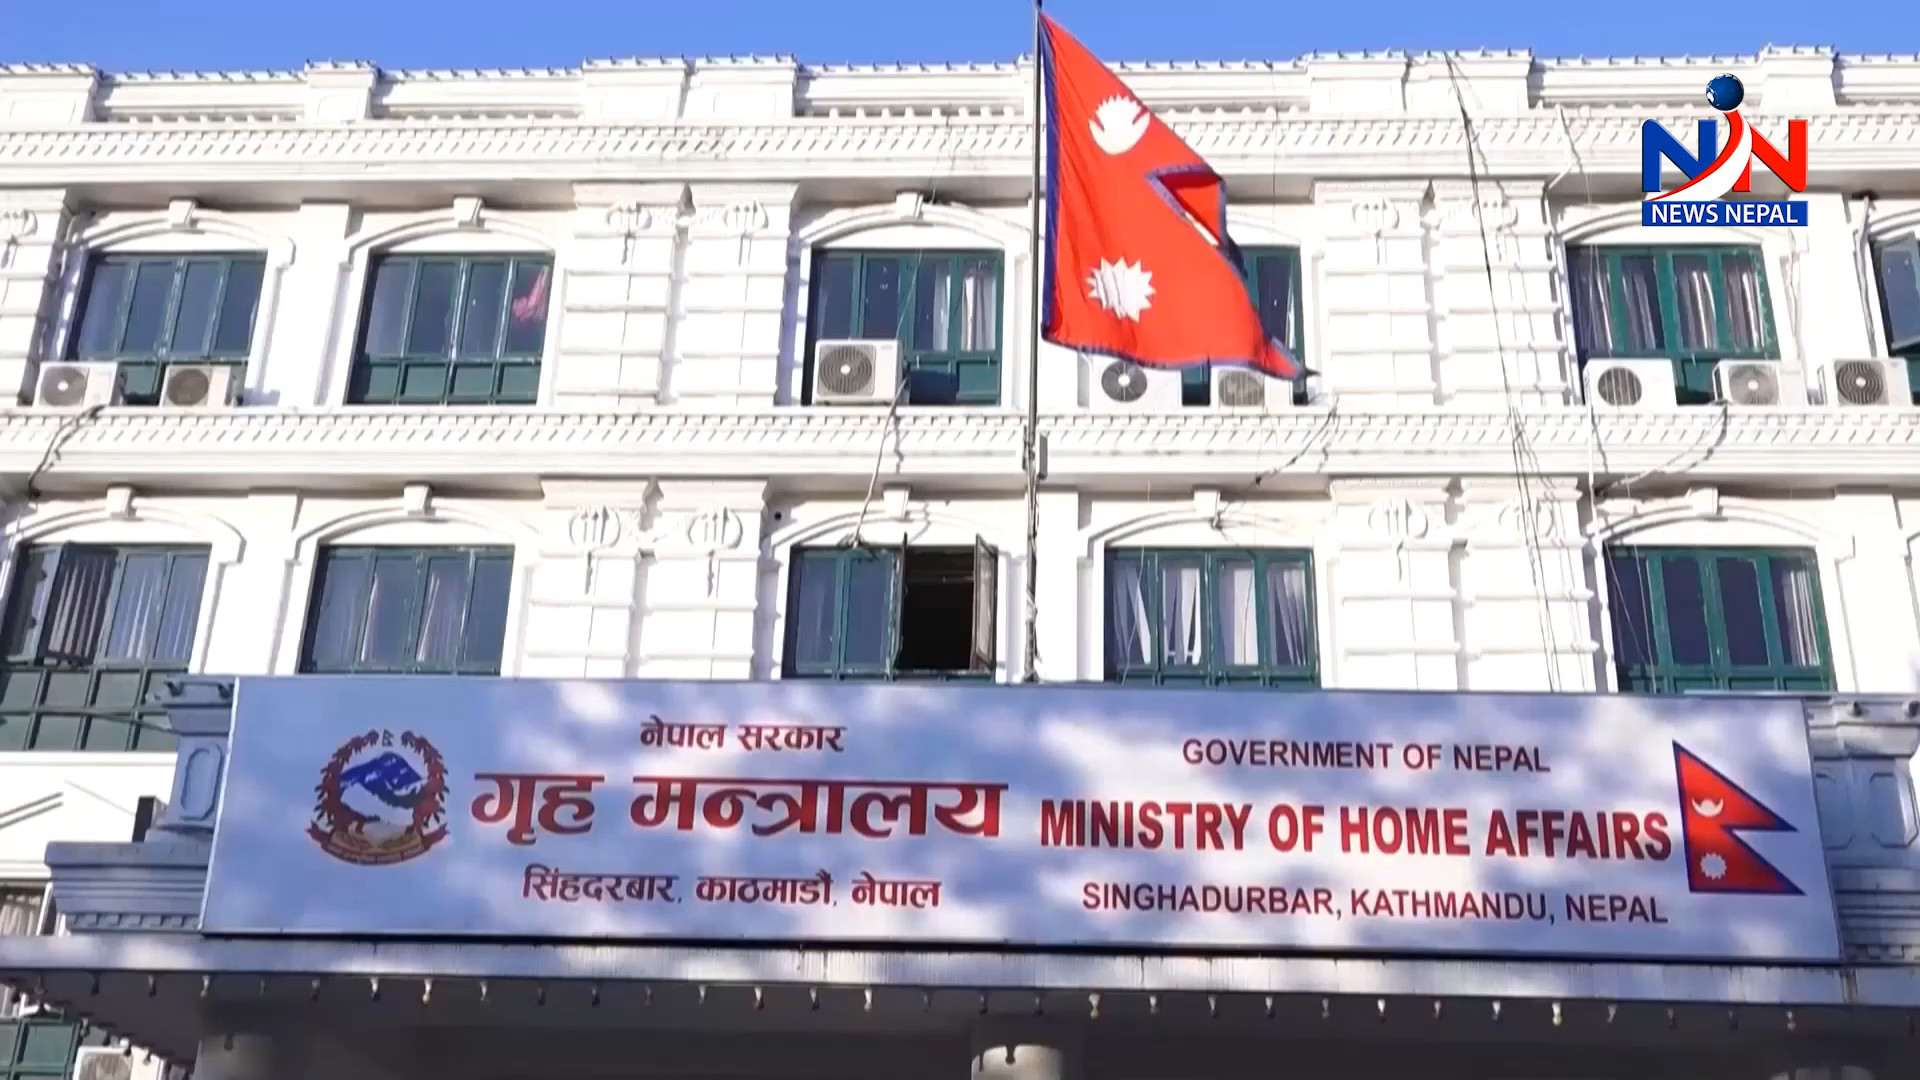 NEWS NEPAL
नेपाल सरकार
गृह मन्त्रालय
सिंहदरबार, काठमाडौं, नेपाल
GOVERNMENT OF NEPAL
MINISTRY OF HOME AFFAIRS
SINGHADURBAR, KATHMANDU, NEPAL